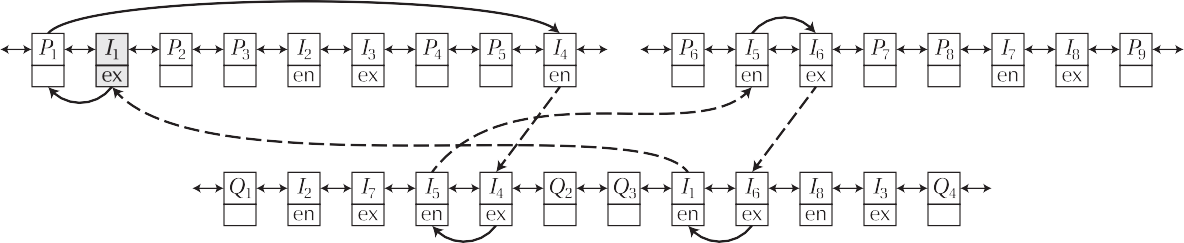 P₁ I₁ P₂ P₃ I₂ I₃ P₄ P₅ I₄ P₆ I₅ I₆ P₇ P₈ I₇ I₈ P₉
ex en ex en en ex en ex
Q₁ I₂ I₇ I₅ I₄ Q₂ Q₃ I₁ I₆ I₈ I₃ Q₄
en ex en ex en ex en ex